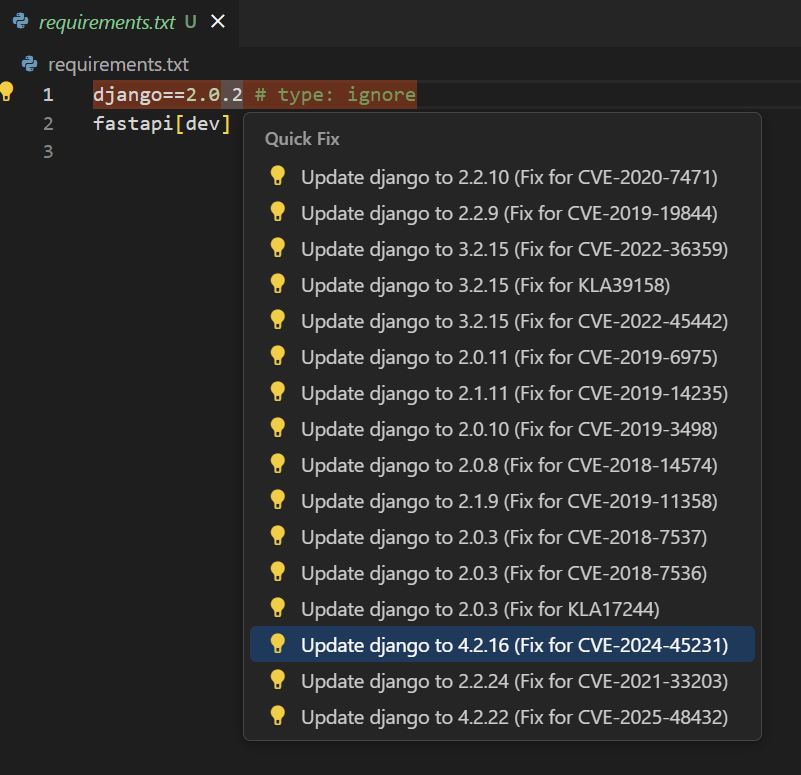 requirements.txt U
requirements.txt
1 django==2.0.2 # type: ignore
2 fastapi[dev]
3
Quick Fix
Update django to 2.2.10 (Fix for CVE-2020-7471)
Update django to 2.2.9 (Fix for CVE-2019-19844)
Update django to 3.2.15 (Fix for CVE-2022-36359)
Update django to 3.2.15 (Fix for KLA39158)
Update django to 3.2.15 (Fix for CVE-2022-45442)
Update django to 2.0.11 (Fix for CVE-2019-6975)
Update django to 2.1.11 (Fix for CVE-2019-14235)
Update django to 2.0.10 (Fix for CVE-2019-3498)
Update django to 2.0.8 (Fix for CVE-2018-14574)
Update django to 2.1.9 (Fix for CVE-2019-11358)
Update django to 2.0.3 (Fix for CVE-2018-7537)
Update django to 2.0.3 (Fix for CVE-2018-7536)
Update django to 2.0.3 (Fix for KLA17244)
Update django to 4.2.16 (Fix for CVE-2024-45231)
Update django to 2.2.24 (Fix for CVE-2021-33203)
Update django to 4.2.22 (Fix for CVE-2025-48432)